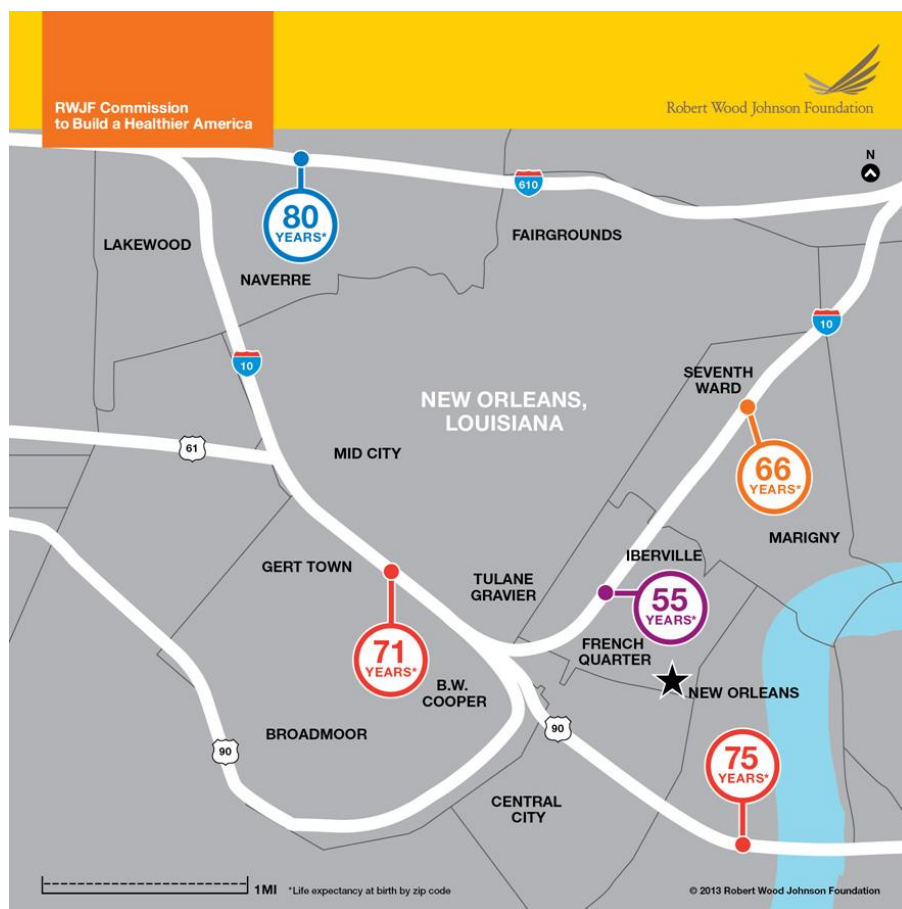 RWJF Commission
to Build a Healthier America
Robert Wood Johnson Foundation
N
610
80
YEARS*
LAKEWOOD
FAIRGROUNDS
NAVERRE
10
10
SEVENTH
WARD
NEW ORLEANS,
LOUISIANA
61
MID CITY
66
YEARS*
MARIGNY
IBERVILLE
GERT TOWN
TULANE
GRAVIER
55
YEARS*
71
YEARS*
FRENCH
QUARTER
B.W.
COOPER
NEW ORLEANS
BROADMOOR
90
90
75
YEARS*
CENTRAL
CITY
1MI
*Life expectancy at birth by zip code
© 2013 Robert Wood Johnson Foundation